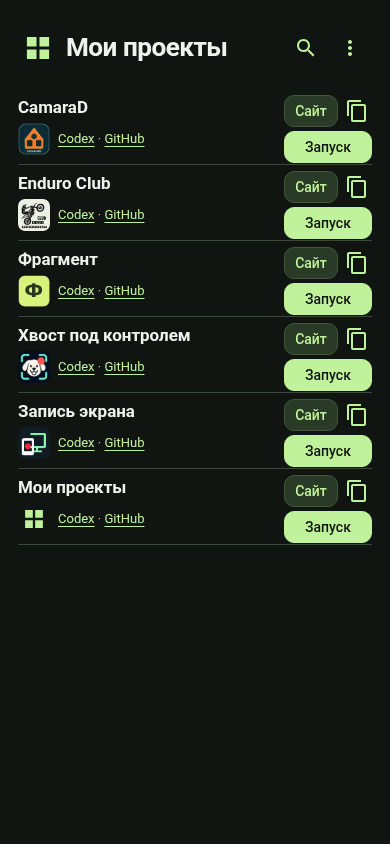 Мои проекты
CamaraD
Сайт
Codex · GitHub
Запуск
Enduro Club
Сайт
Codex · GitHub
Запуск
Фрагмент
Сайт
Ф
Codex · GitHub
Запуск
Хвост под контролем
Сайт
Codex · GitHub
Запуск
Запись экрана
Сайт
Codex · GitHub
Запуск
Мои проекты
Сайт
Codex · GitHub
Запуск